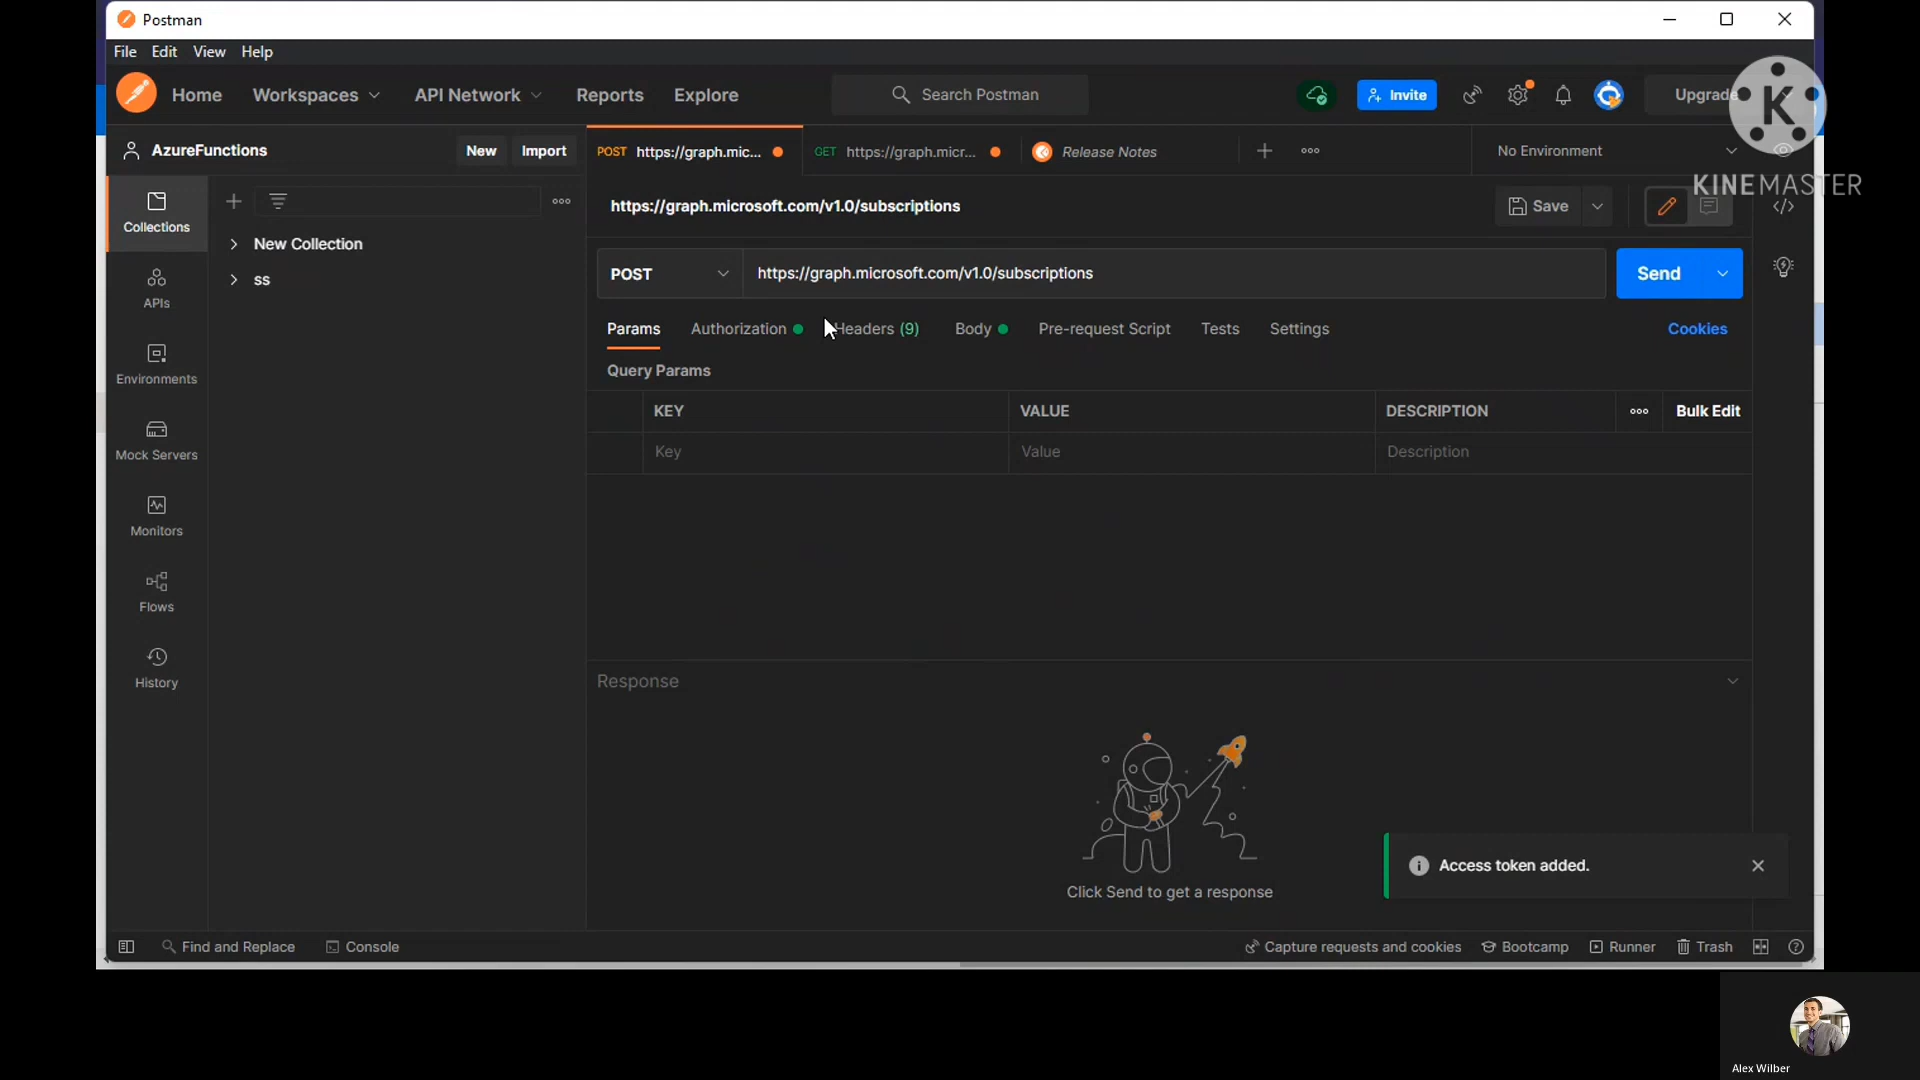 Postman
File Edit View Help
Home Workspaces API Network Reports Explore Search Postman Invite Upgrade
K
KINEMASTER
AzureFunctions New Import
POST https://graph.mic... GET https://graph.micr... Release Notes No Environment
https://graph.microsoft.com/v1.0/subscriptions Save
Collections
New Collection
ss
POST https://graph.microsoft.com/v1.0/subscriptions Send
APIs
Params Authorization Headers (9) Body Pre-request Script Tests Settings Cookies
Environments
Query Params
KEY VALUE DESCRIPTION Bulk Edit
Mock Servers
Key Value Description
Monitors
Flows
History
Response
Click Send to get a response
Access token added.
Find and Replace Console Capture requests and cookies Bootcamp Runner Trash
Alex Wilber